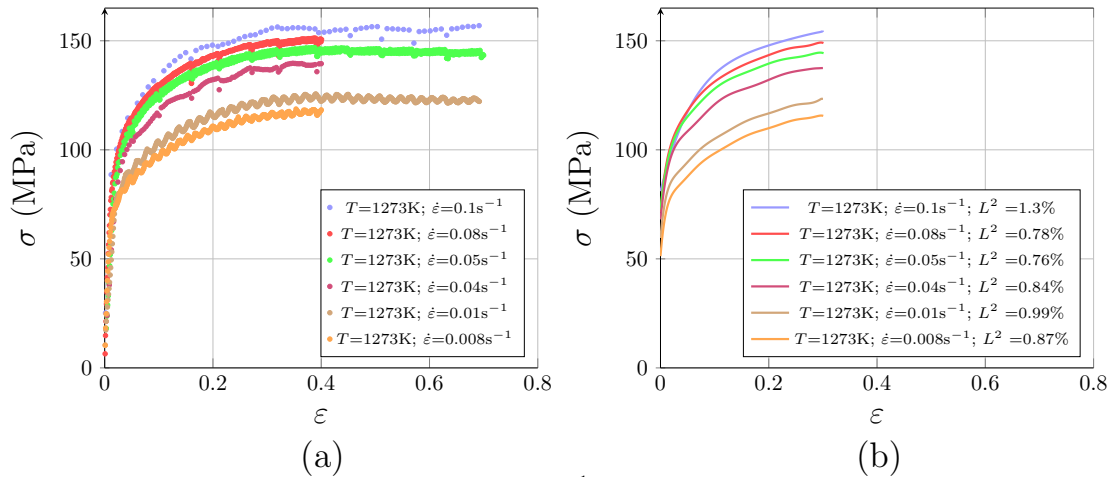 150
100
50
0
0
0.2
0.4
0.6
0.8
σ (MPa)
ε
T=1273K; ε̇=0.1s⁻¹
T=1273K; ε̇=0.08s⁻¹
T=1273K; ε̇=0.05s⁻¹
T=1273K; ε̇=0.04s⁻¹
T=1273K; ε̇=0.01s⁻¹
T=1273K; ε̇=0.008s⁻¹
(a)
150
100
50
0
0
0.2
0.4
0.6
0.8
σ (MPa)
ε
T=1273K; ε̇=0.1s⁻¹; L² =1.3%
T=1273K; ε̇=0.08s⁻¹; L² =0.78%
T=1273K; ε̇=0.05s⁻¹; L² =0.76%
T=1273K; ε̇=0.04s⁻¹; L² =0.84%
T=1273K; ε̇=0.01s⁻¹; L² =0.99%
T=1273K; ε̇=0.008s⁻¹; L² =0.87%
(b)